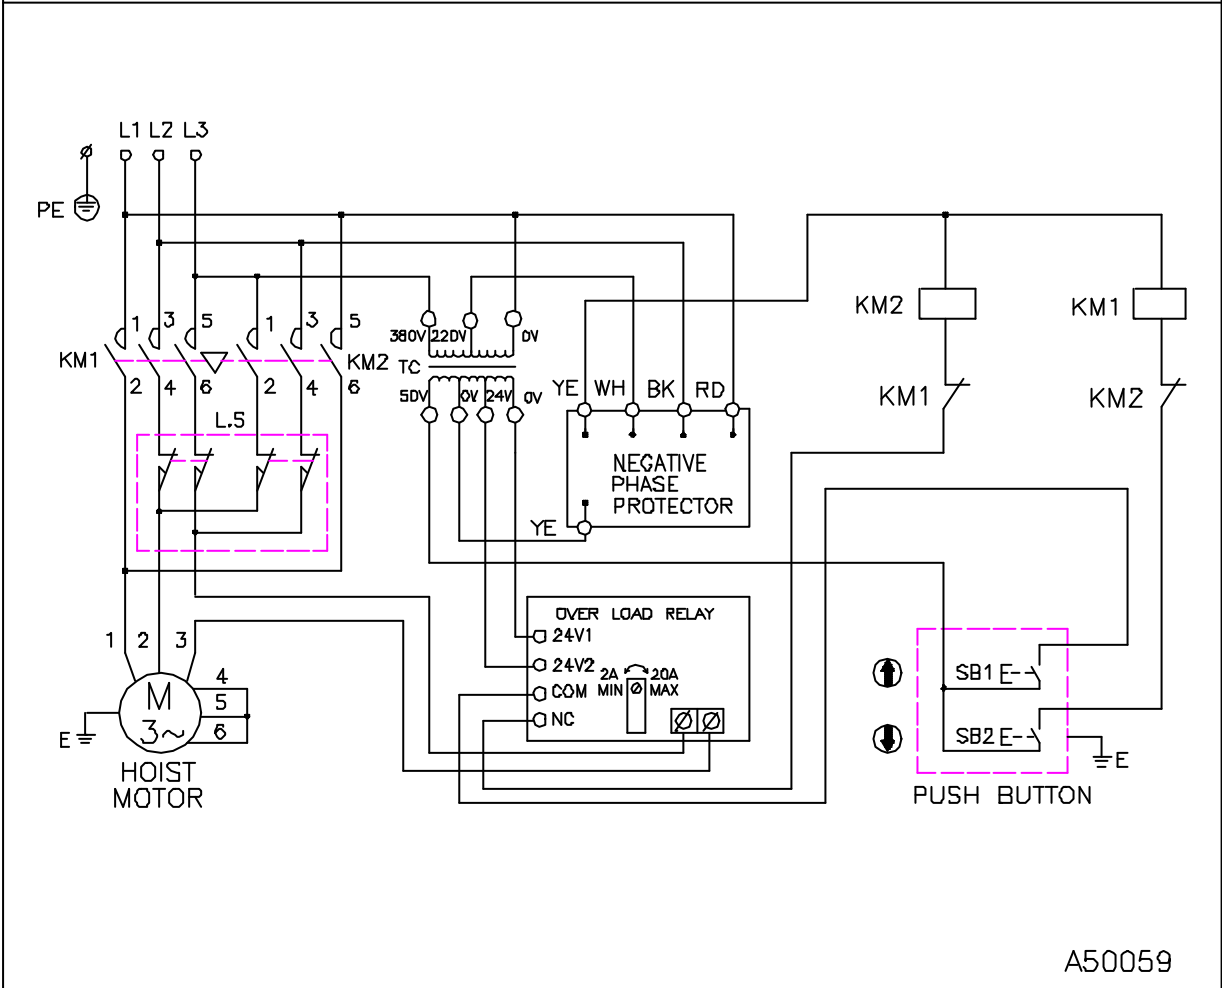 L1 L2 L3
PE
1 3 5 1 3 5
KM1
KM2
2 4 6 2 4 6
380V 220V 0V
TC
50V 0V 24V 0V
YE WH BK RD
KM2
KM1
KM1
KM2
L.5
NEGATIVE
PHASE
PROTECTOR
YE
OVER LOAD RELAY
24V1
24V2
COM
NC
2A 20A
MIN MAX
1 2 3
4
5
6
M
3~
E
HOIST
MOTOR
SB1 E
SB2 E
E
PUSH BUTTON
A50059